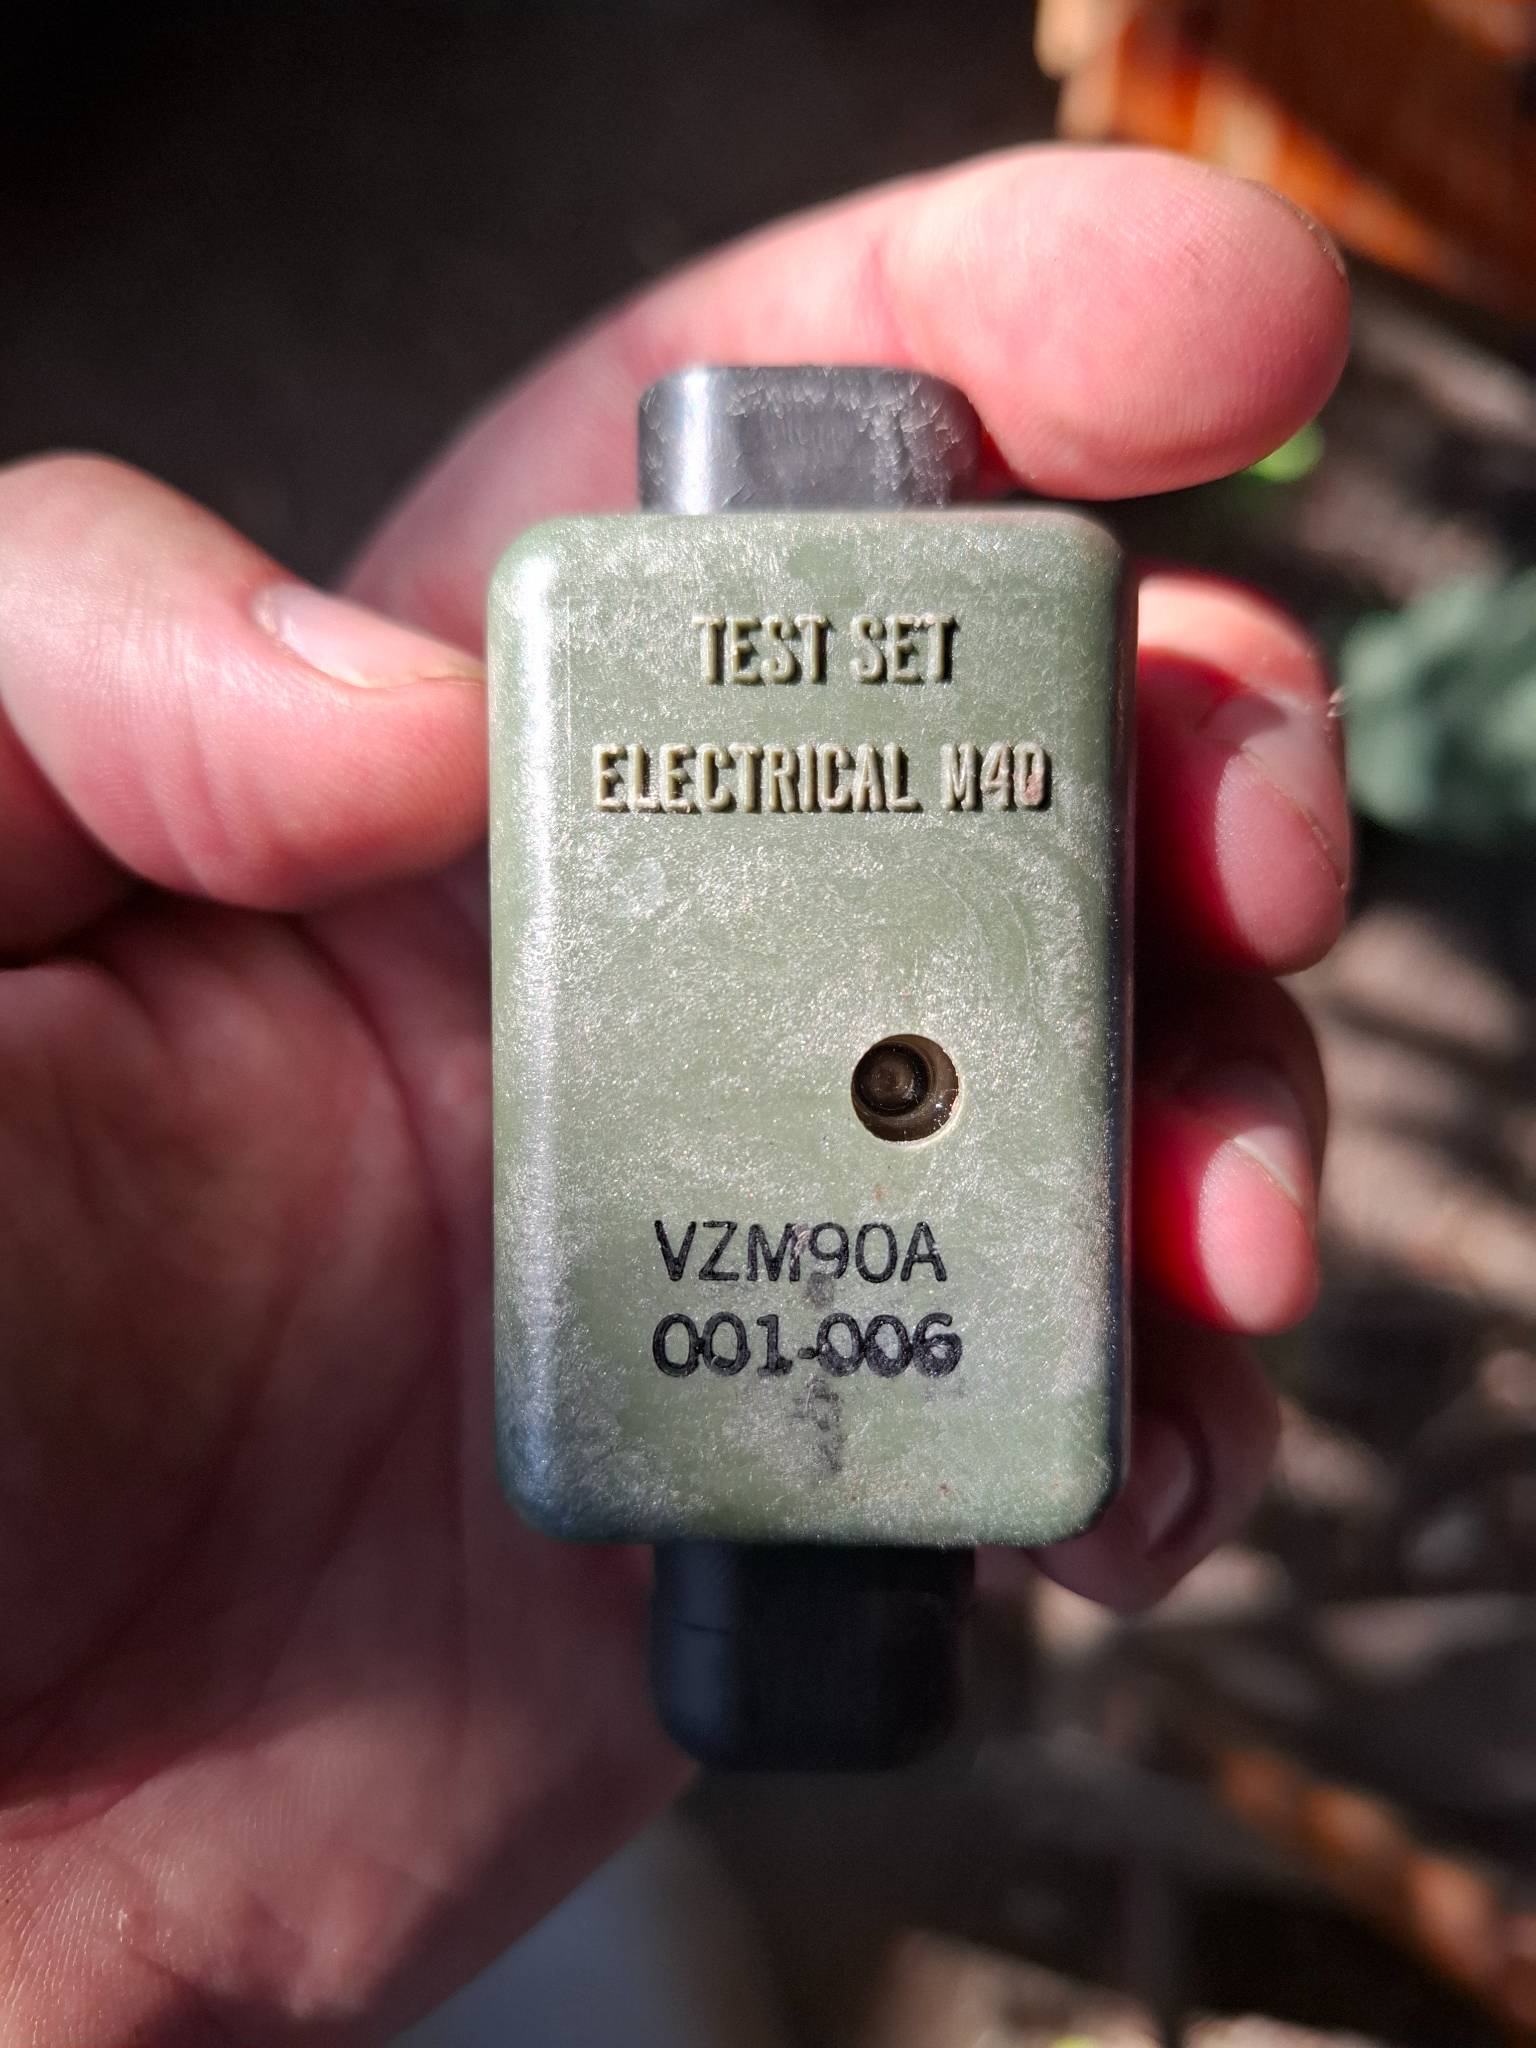 TEST SET
ELECTRICAL M40
VZM90A
001-006